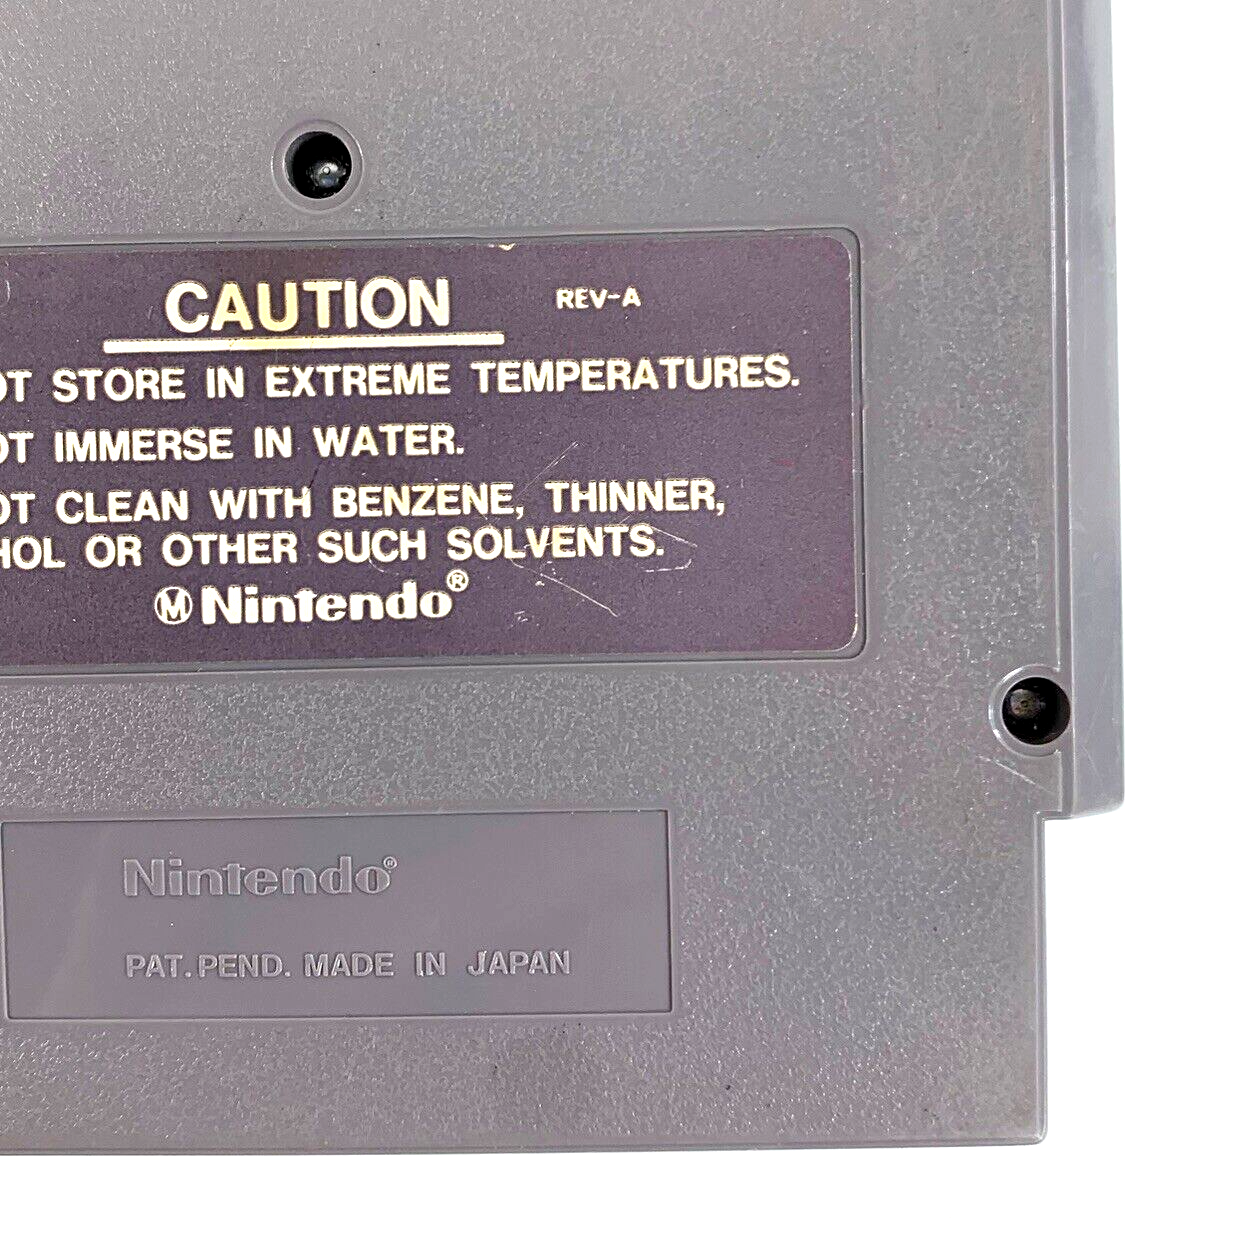 CAUTION REV-A
OT STORE IN EXTREME TEMPERATURES.
OT IMMERSE IN WATER.
OT CLEAN WITH BENZENE, THINNER,
HOL OR OTHER SUCH SOLVENTS.
Ⓜ Nintendo®
Nintendo®
PAT.PEND. MADE IN JAPAN